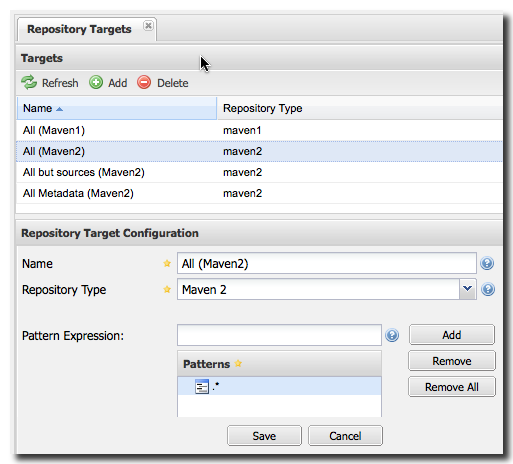 Repository Targets
Targets
Refresh Add Delete
Name Repository Type
All (Maven1) maven1
All (Maven2) maven2
All but sources (Maven2) maven2
All Metadata (Maven2) maven2
Repository Target Configuration
Name All (Maven2)
Repository Type Maven 2
Pattern Expression: Add
Patterns Remove
.* Remove All
Save Cancel